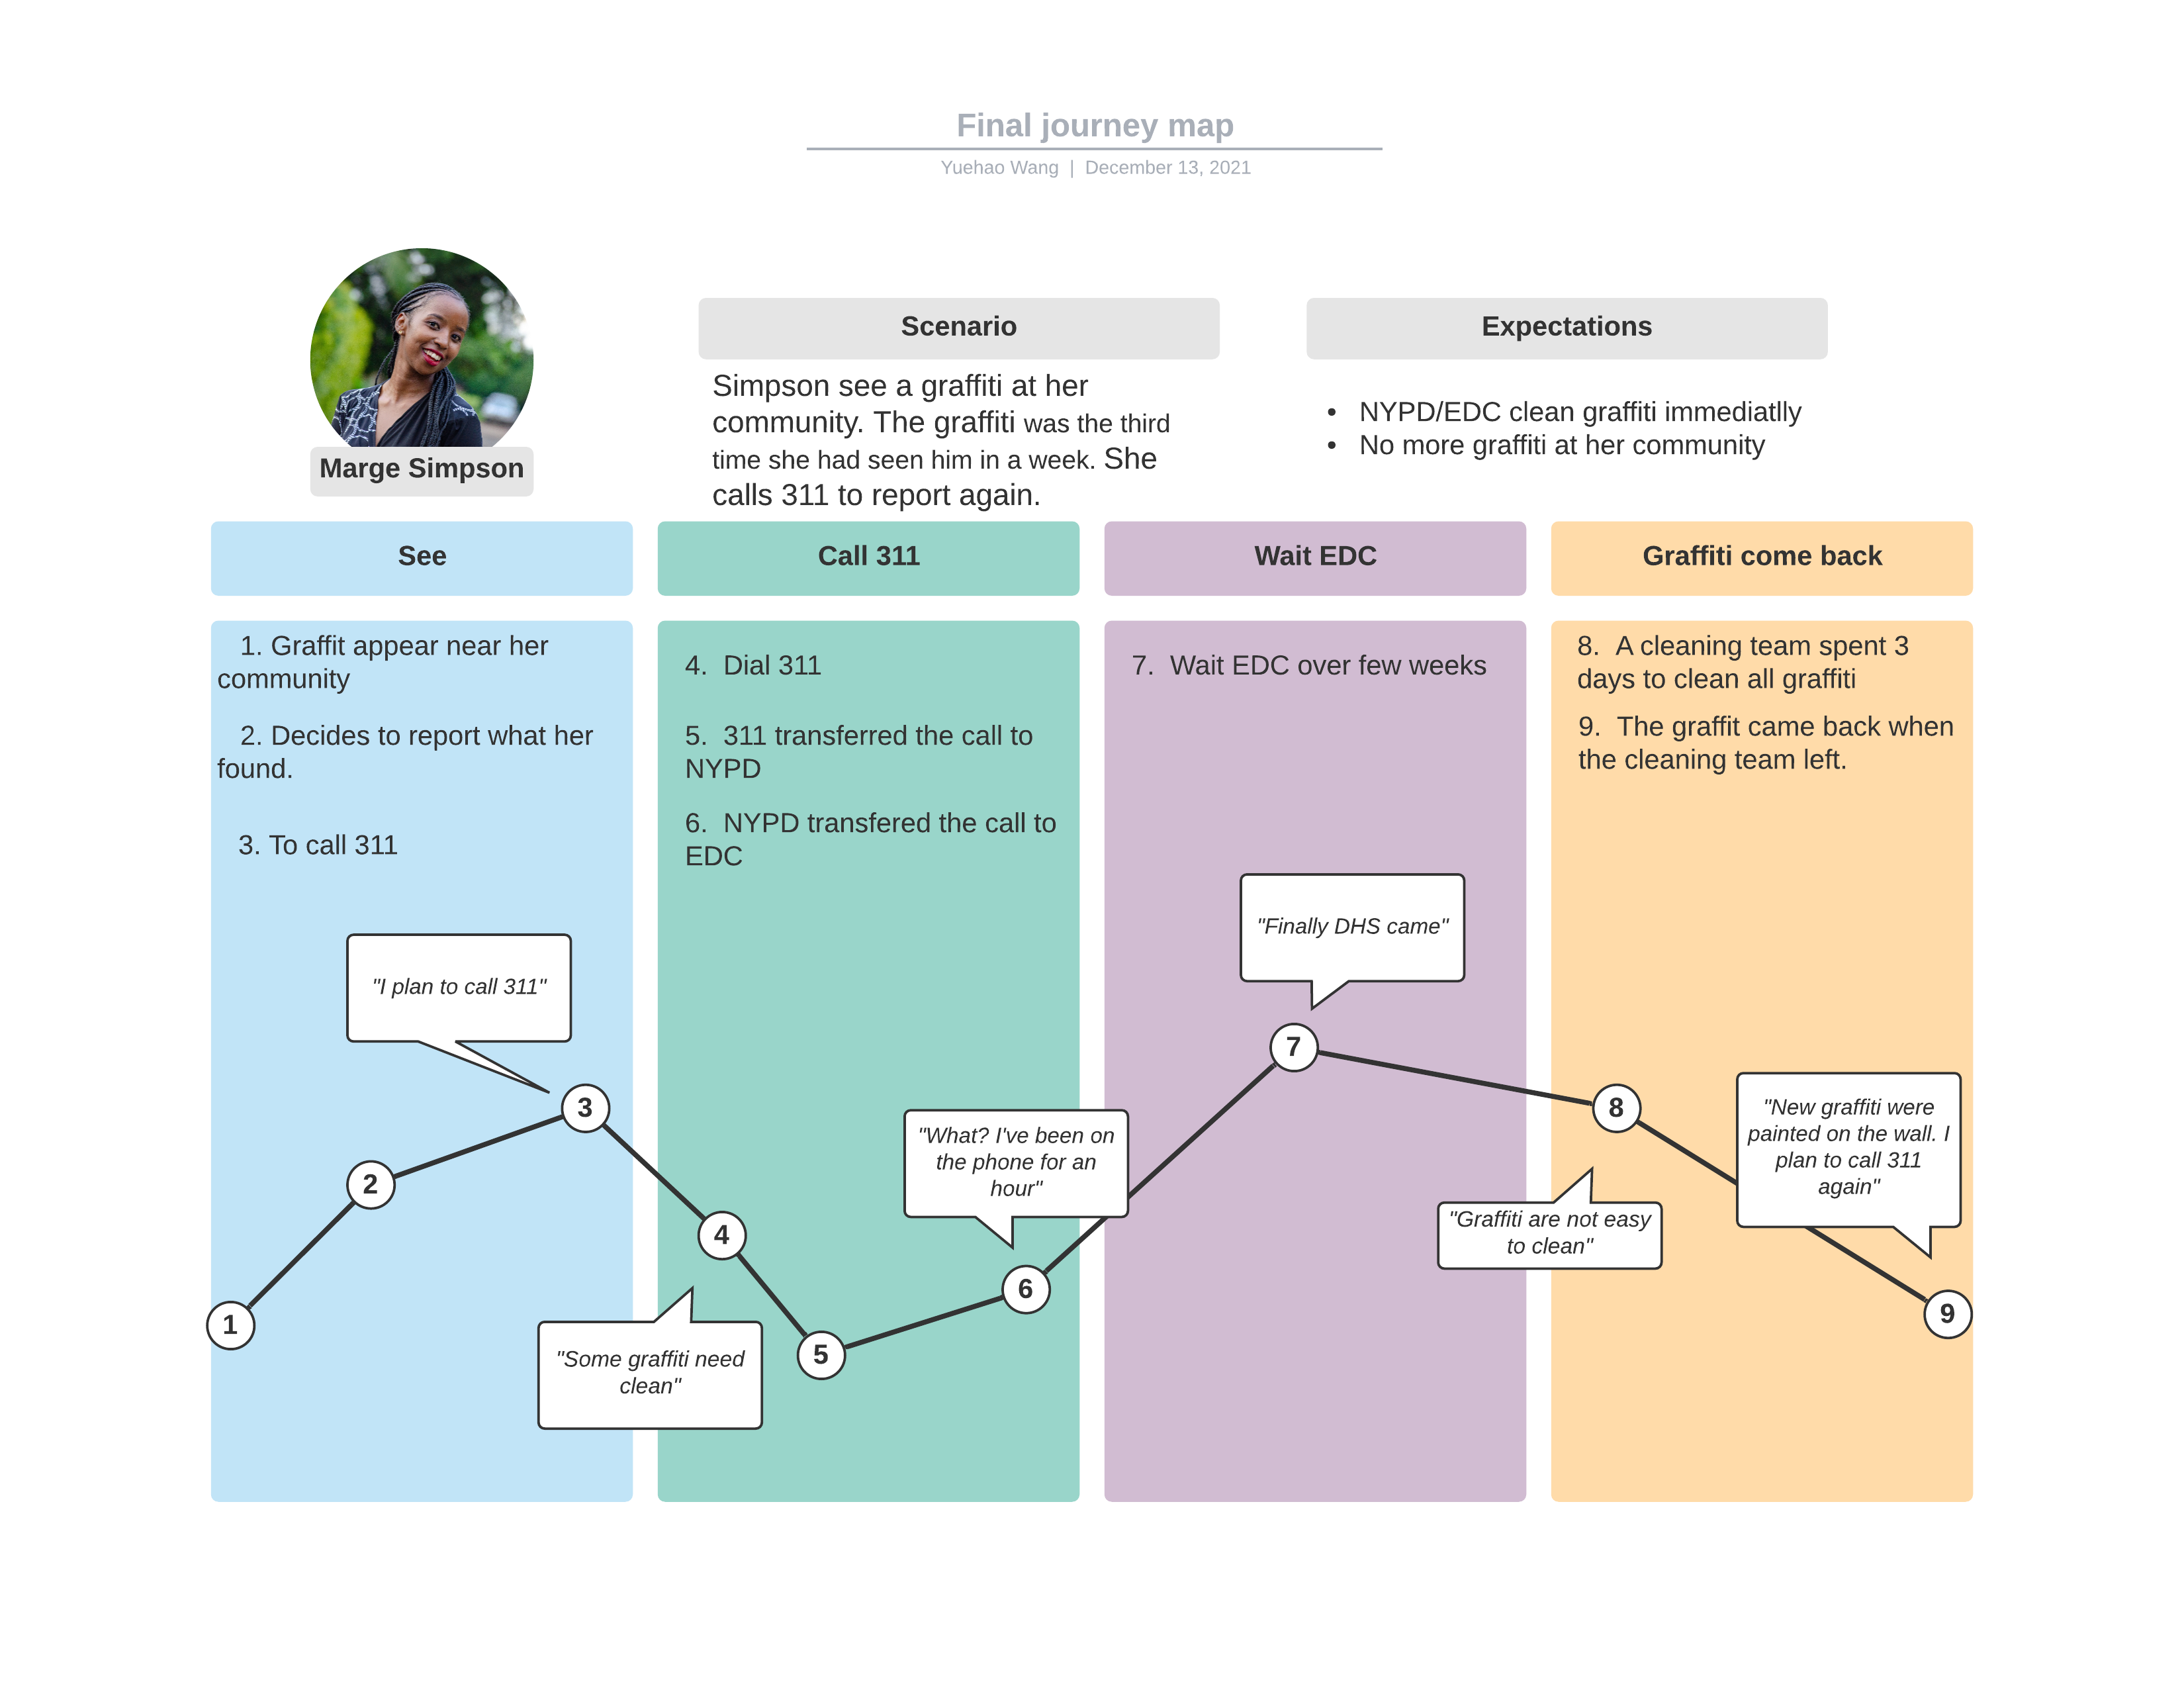 Final journey map
Yuehao Wang | December 13, 2021
Marge Simpson
Scenario
Simpson see a graffiti at her
community. The graffiti was the third
time she had seen him in a week. She
calls 311 to report again.
Expectations
• NYPD/EDC clean graffiti immediatlly
• No more graffiti at her community
See
Call 311
Wait EDC
Graffiti come back
1. Graffit appear near her
community
2. Decides to report what her
found.
3. To call 311
4. Dial 311
5. 311 transferred the call to
NYPD
6. NYPD transfered the call to
EDC
7. Wait EDC over few weeks
8. A cleaning team spent 3
days to clean all graffiti
9. The graffit came back when
the cleaning team left.
"I plan to call 311"
"Some graffiti need
clean"
"What? I've been on
the phone for an
hour"
"Finally DHS came"
"Graffiti are not easy
to clean"
"New graffiti were
painted on the wall. I
plan to call 311
again"
1
2
3
4
5
6
7
8
9